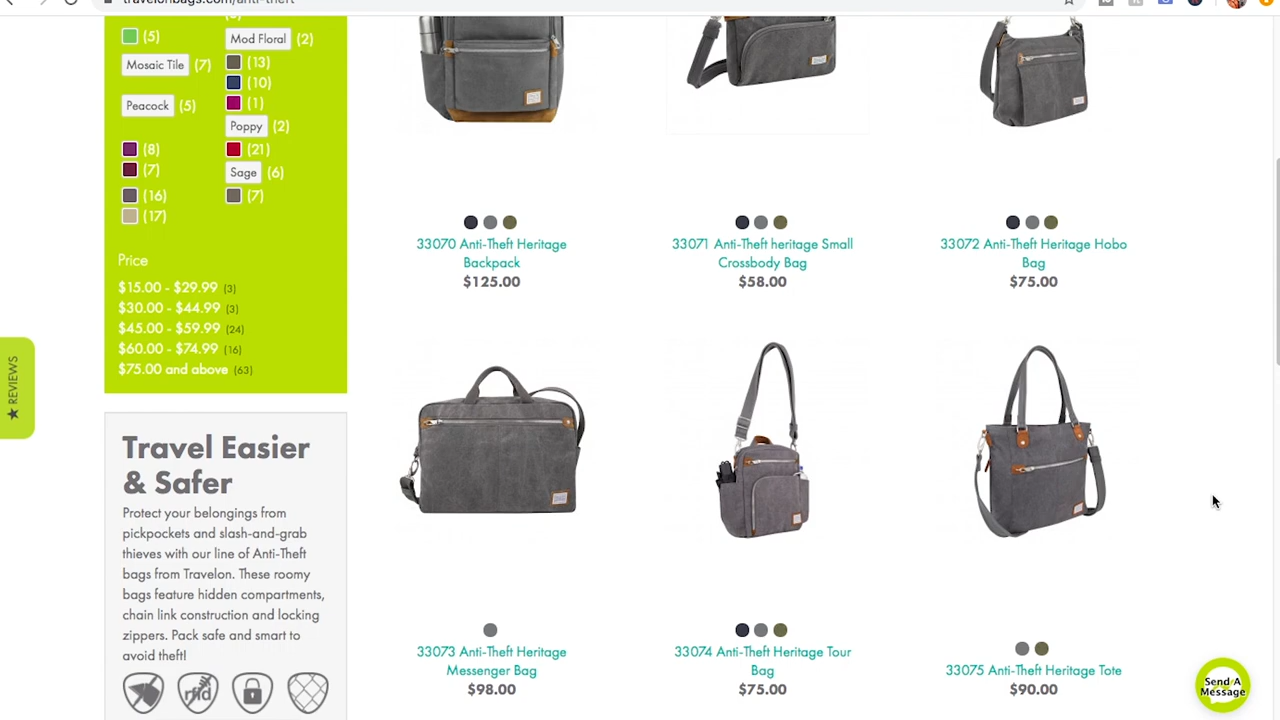 travelonbags.com/anti-theft
(5)
Mod Floral (2)
Mosaic Tile (7)
(13)
(10)
Peacock (5)
(1)
Poppy (2)
(8)
(21)
(7)
Sage (6)
(16)
(7)
(17)
Price
$15.00 - $29.99 (3)
$30.00 - $44.99 (3)
$45.00 - $59.99 (24)
$60.00 - $74.99 (16)
$75.00 and above (63)
★ REVIEWS
Travel Easier
& Safer
Protect your belongings from
pickpockets and slash-and-grab
thieves with our line of Anti-Theft
bags from Travelon. These roomy
bags feature hidden compartments,
chain link construction and locking
zippers. Pack safe and smart to
avoid theft!
rfid
33070 Anti-Theft Heritage
Backpack
$125.00
33071 Anti-Theft heritage Small
Crossbody Bag
$58.00
33072 Anti-Theft Heritage Hobo
Bag
$75.00
33073 Anti-Theft Heritage
Messenger Bag
$98.00
33074 Anti-Theft Heritage Tour
Bag
$75.00
33075 Anti-Theft Heritage Tote
$90.00
Send A
Message